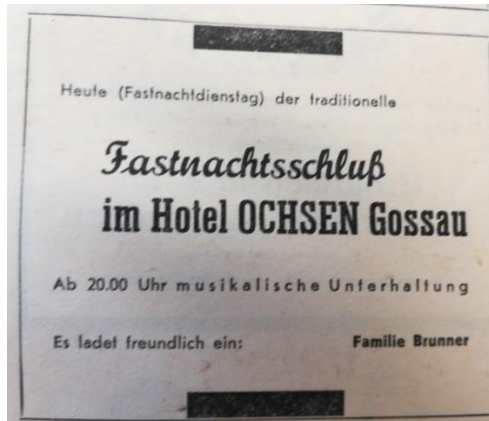 Heute (Fastnachtdienstag) der traditionelle
Fastnachtsschluß
im Hotel OCHSEN Gossau
Ab 20.00 Uhr musikalische Unterhaltung
Es ladet freundlich ein: Familie Brunner